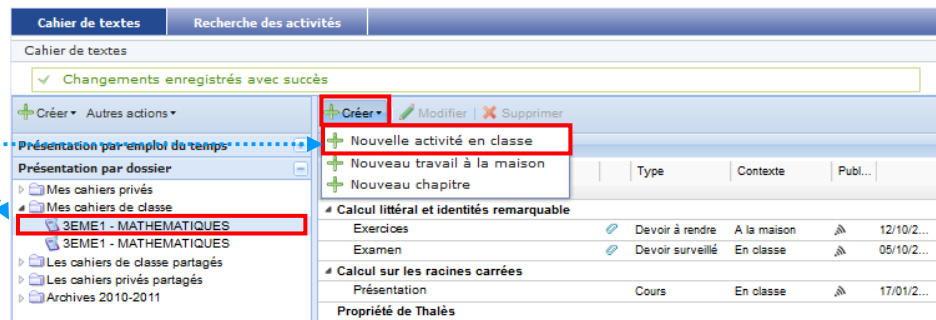 Cahier de textes Recherche des activités
Cahier de textes
Changements enregistrés avec succès
Créer Autres actions
Présentation par emploi du temps
Présentation par dossier
Mes cahiers privés
Mes cahiers de classe
3EME1 - MATHEMATIQUES
3EME1 - MATHEMATIQUES
Les cahiers de classe partagés
Les cahiers privés partagés
Archives 2010-2011
Créer Modifier | Supprimer
Nouvelle activité en classe
Nouveau travail à la maison
Nouveau chapitre
Type Contexte Publ...
Calcul littéral et identités remarquable
Exercices Devoir à rendre A la maison 12/10/2...
Examen Devoir surveillé En classe 05/10/2...
Calcul sur les racines carrées
Présentation Cours En classe 17/01/2...
Propriété de Thalès